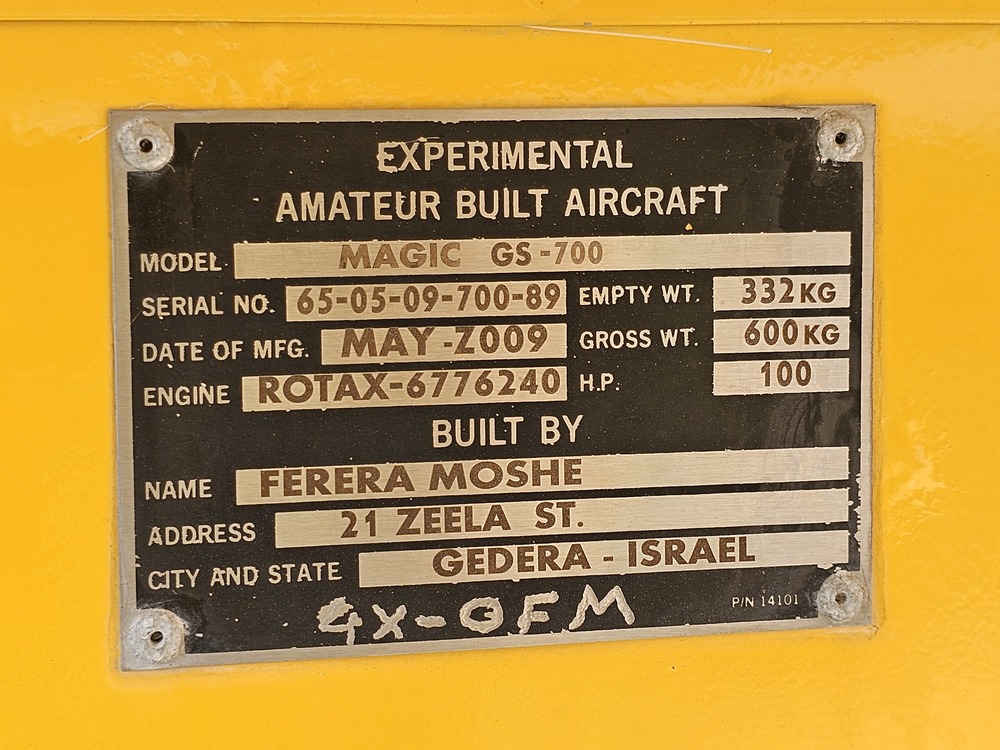 EXPERIMENTAL
AMATEUR BUILT AIRCRAFT
MODEL MAGIC GS-700
SERIAL NO. 65-05-09-700-89 EMPTY WT. 332KG
DATE OF MFG. MAY-Z009 GROSS WT. 600KG
ENGINE ROTAX-6776240 H.P. 100
BUILT BY
NAME FERERA MOSHE
ADDRESS 21 ZEELA ST.
CITY AND STATE GEDERA - ISRAEL
4X-OFM
P/N 14101